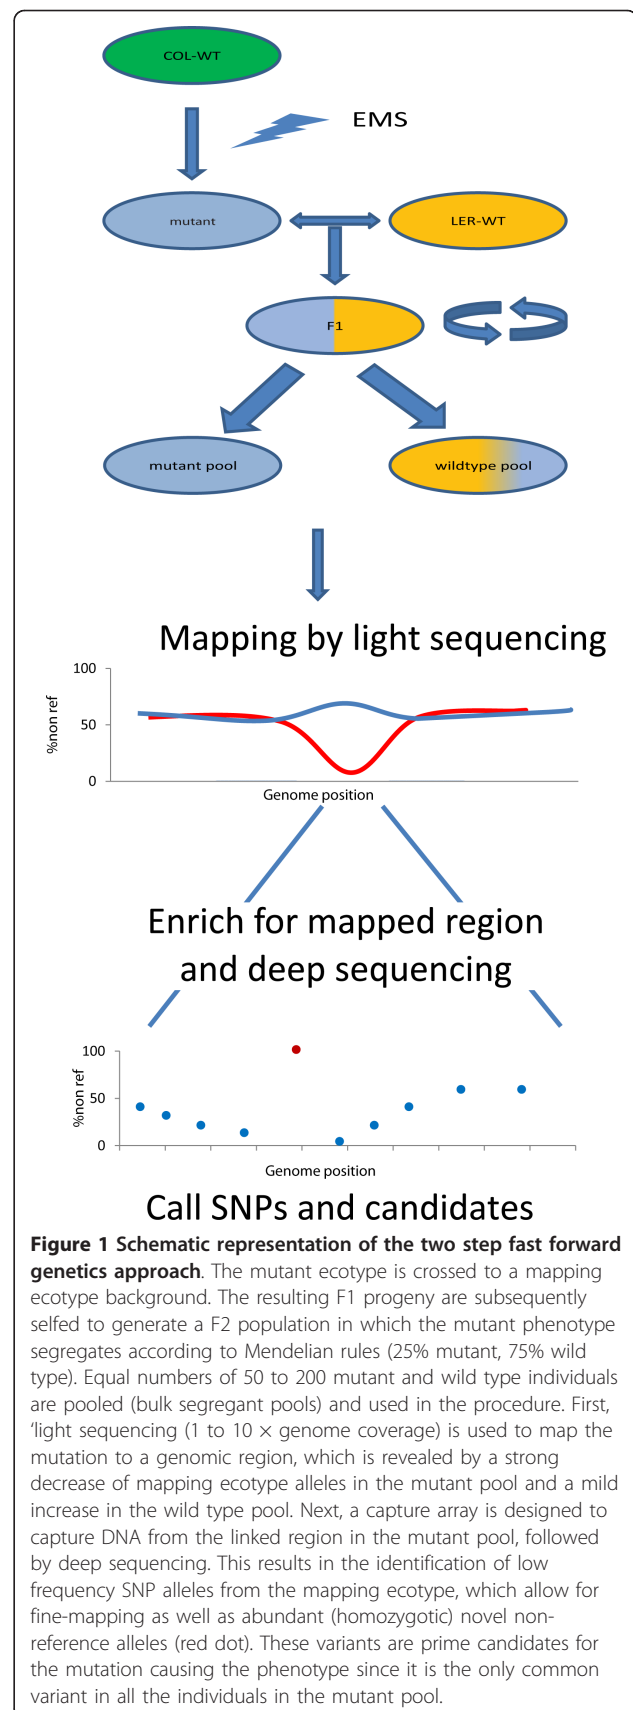 COL-WT
EMS
mutant
LER-WT
F1
mutant pool
wildtype pool
Mapping by light sequencing
100
%non ref
50
0
Genome position
Enrich for mapped region
and deep sequencing
100
%non ref
50
0
Genome position
Call SNPs and candidates
Figure 1 Schematic representation of the two step fast forward
genetics approach. The mutant ecotype is crossed to a mapping
ecotype background. The resulting F1 progeny are subsequently
selfed to generate a F2 population in which the mutant phenotype
segregates according to Mendelian rules (25% mutant, 75% wild
type). Equal numbers of 50 to 200 mutant and wild type individuals
are pooled (bulk segregant pools) and used in the procedure. First,
‘light sequencing (1 to 10 × genome coverage) is used to map the
mutation to a genomic region, which is revealed by a strong
decrease of mapping ecotype alleles in the mutant pool and a mild
increase in the wild type pool. Next, a capture array is designed to
capture DNA from the linked region in the mutant pool, followed
by deep sequencing. This results in the identification of low
frequency SNP alleles from the mapping ecotype, which allow for
fine-mapping as well as abundant (homozygotic) novel non-
reference alleles (red dot). These variants are prime candidates for
the mutation causing the phenotype since it is the only common
variant in all the individuals in the mutant pool.